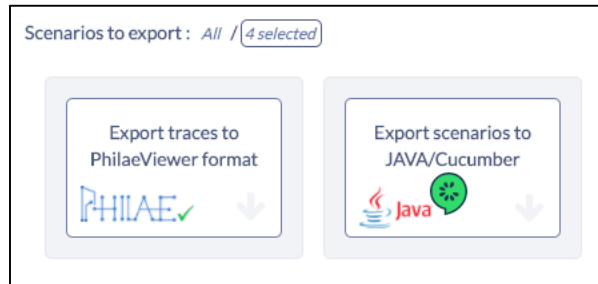 Scenarios to export : All / 4 selected
Export traces to
PhilaeViewer format
PHILAE
Export scenarios to
JAVA/Cucumber
Java